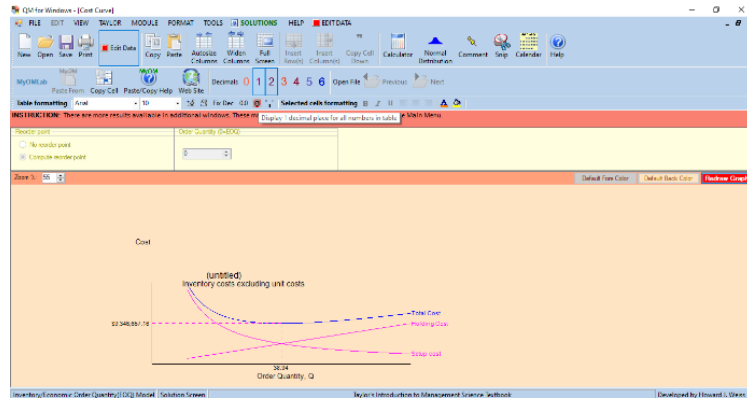 QM for Windows - [Cost Curve]
FILE EDIT VIEW TAYLOR MODULE FORMAT TOOLS SOLUTIONS HELP EDIT DATA
New Open Save Print Edit Data Copy Paste Autosize Columns Widen Columns Full Screen Insert Row(s) Insert Column(s) Copy Cell Down Calculator Normal Distribution Comment Snip Calendar Help
MyOMLab MyOM Paste From Copy Cell MyOM Paste/Copy Help Web Site Decimals 0 1 2 3 4 5 6 Open File Previous Next
Table formatting Arial 10 Fix Dec 0.0 Selected cells formatting B I U A
INSTRUCTION: There are more results available in additional windows. These Display 1 decimal place for all numbers in table Main Menu
Reorder point Order Quantity (0=EOQ)
No reorder point
Compute reorder point 0
Zoom % 55 Default Fore Color Default Back Color Redraw Graph
Cost
(untitled)
Inventory costs excluding unit costs
Total Cost
Holding Cost
Setup cost
Order Quantity, Q
Inventory/Economic Order Quantity(EOQ) Model Solution Screen Taylor's Introduction to Management Science Textbook Developed by Howard J. Weiss